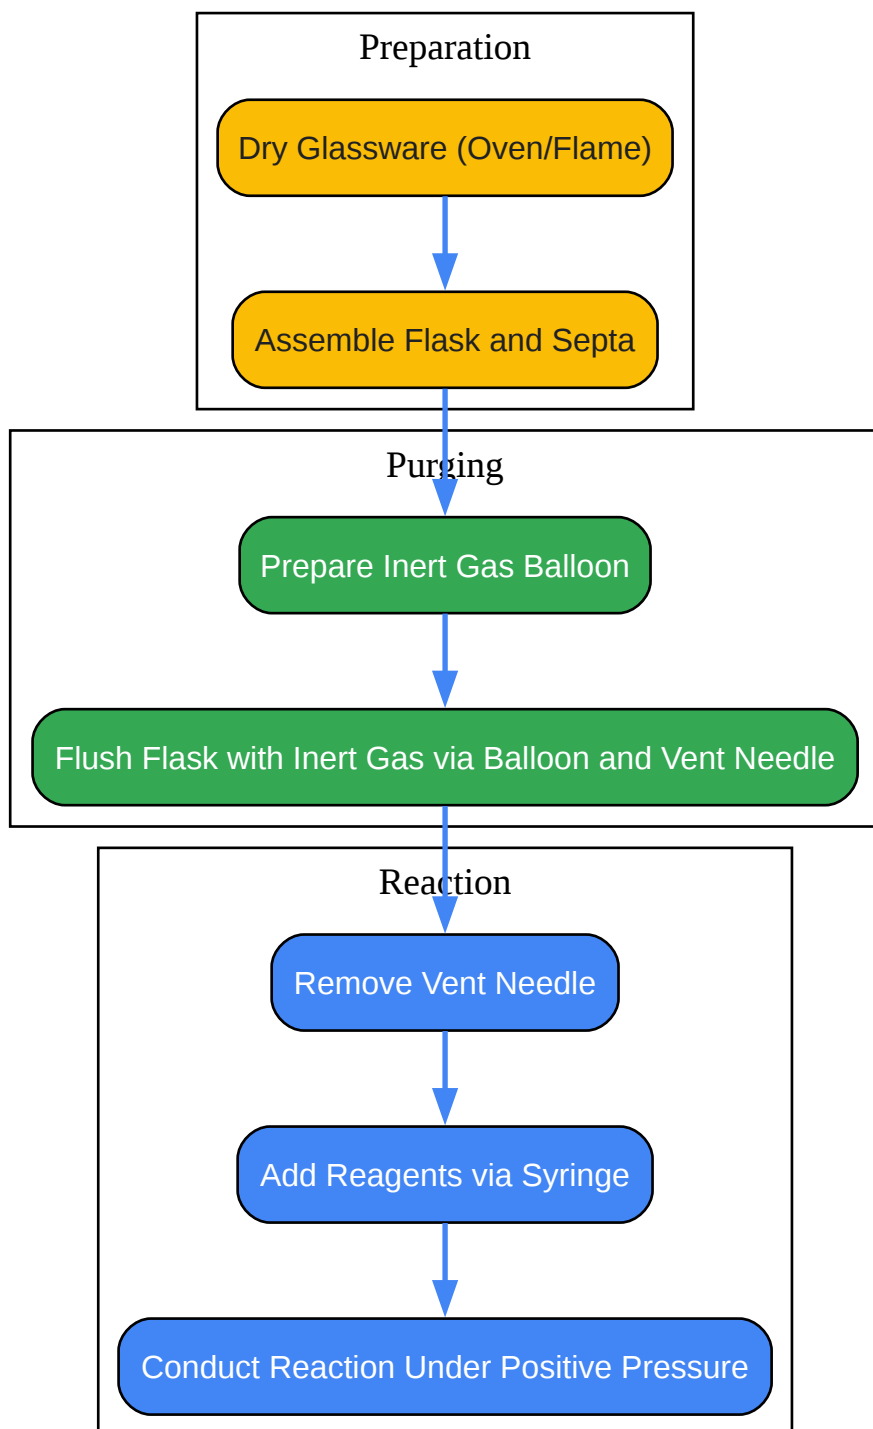 Preparation
Dry Glassware (Oven/Flame)
Assemble Flask and Septa
Purging
Prepare Inert Gas Balloon
Flush Flask with Inert Gas via Balloon and Vent Needle
Reaction
Remove Vent Needle
Add Reagents via Syringe
Conduct Reaction Under Positive Pressure